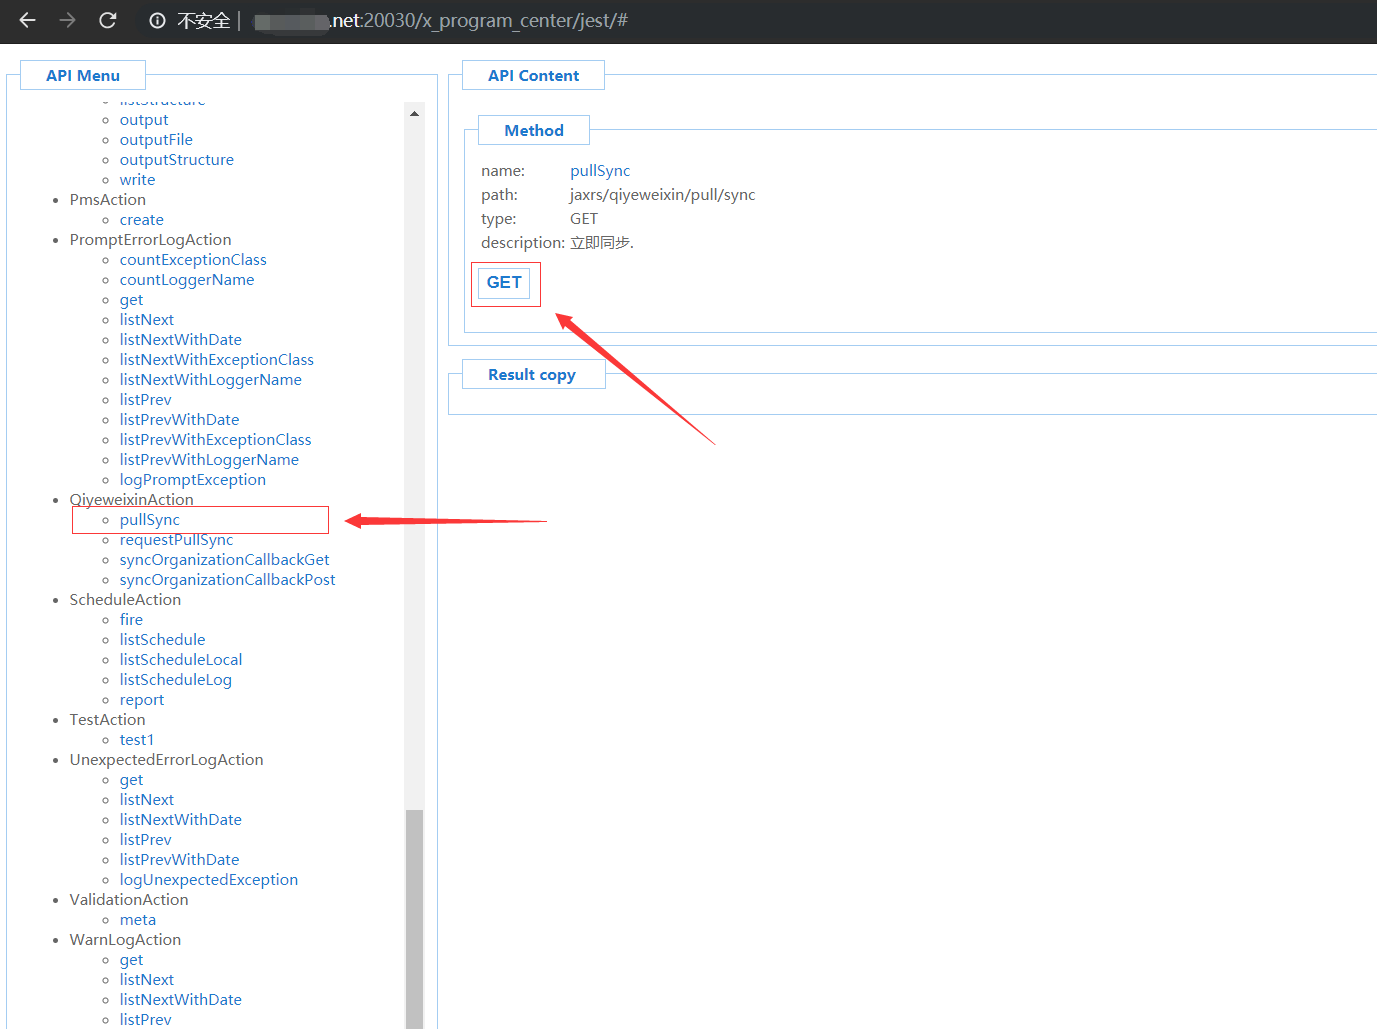 不安全
.net:20030/x_program_center/jest/#
API Menu
listStructure
output
outputFile
outputStructure
write
PmsAction
create
PromptErrorLogAction
countExceptionClass
countLoggerName
get
listNext
listNextWithDate
listNextWithExceptionClass
listNextWithLoggerName
listPrev
listPrevWithDate
listPrevWithExceptionClass
listPrevWithLoggerName
logPromptException
QiyeweixinAction
pullSync
requestPullSync
syncOrganizationCallbackGet
syncOrganizationCallbackPost
ScheduleAction
fire
listSchedule
listScheduleLocal
listScheduleLog
report
TestAction
test1
UnexpectedErrorLogAction
get
listNext
listNextWithDate
listPrev
listPrevWithDate
logUnexpectedException
ValidationAction
meta
WarnLogAction
get
listNext
listNextWithDate
listPrev
API Content
Method
name: pullSync
path: jaxrs/qiyeweixin/pull/sync
type: GET
description: 立即同步.
GET
Result copy